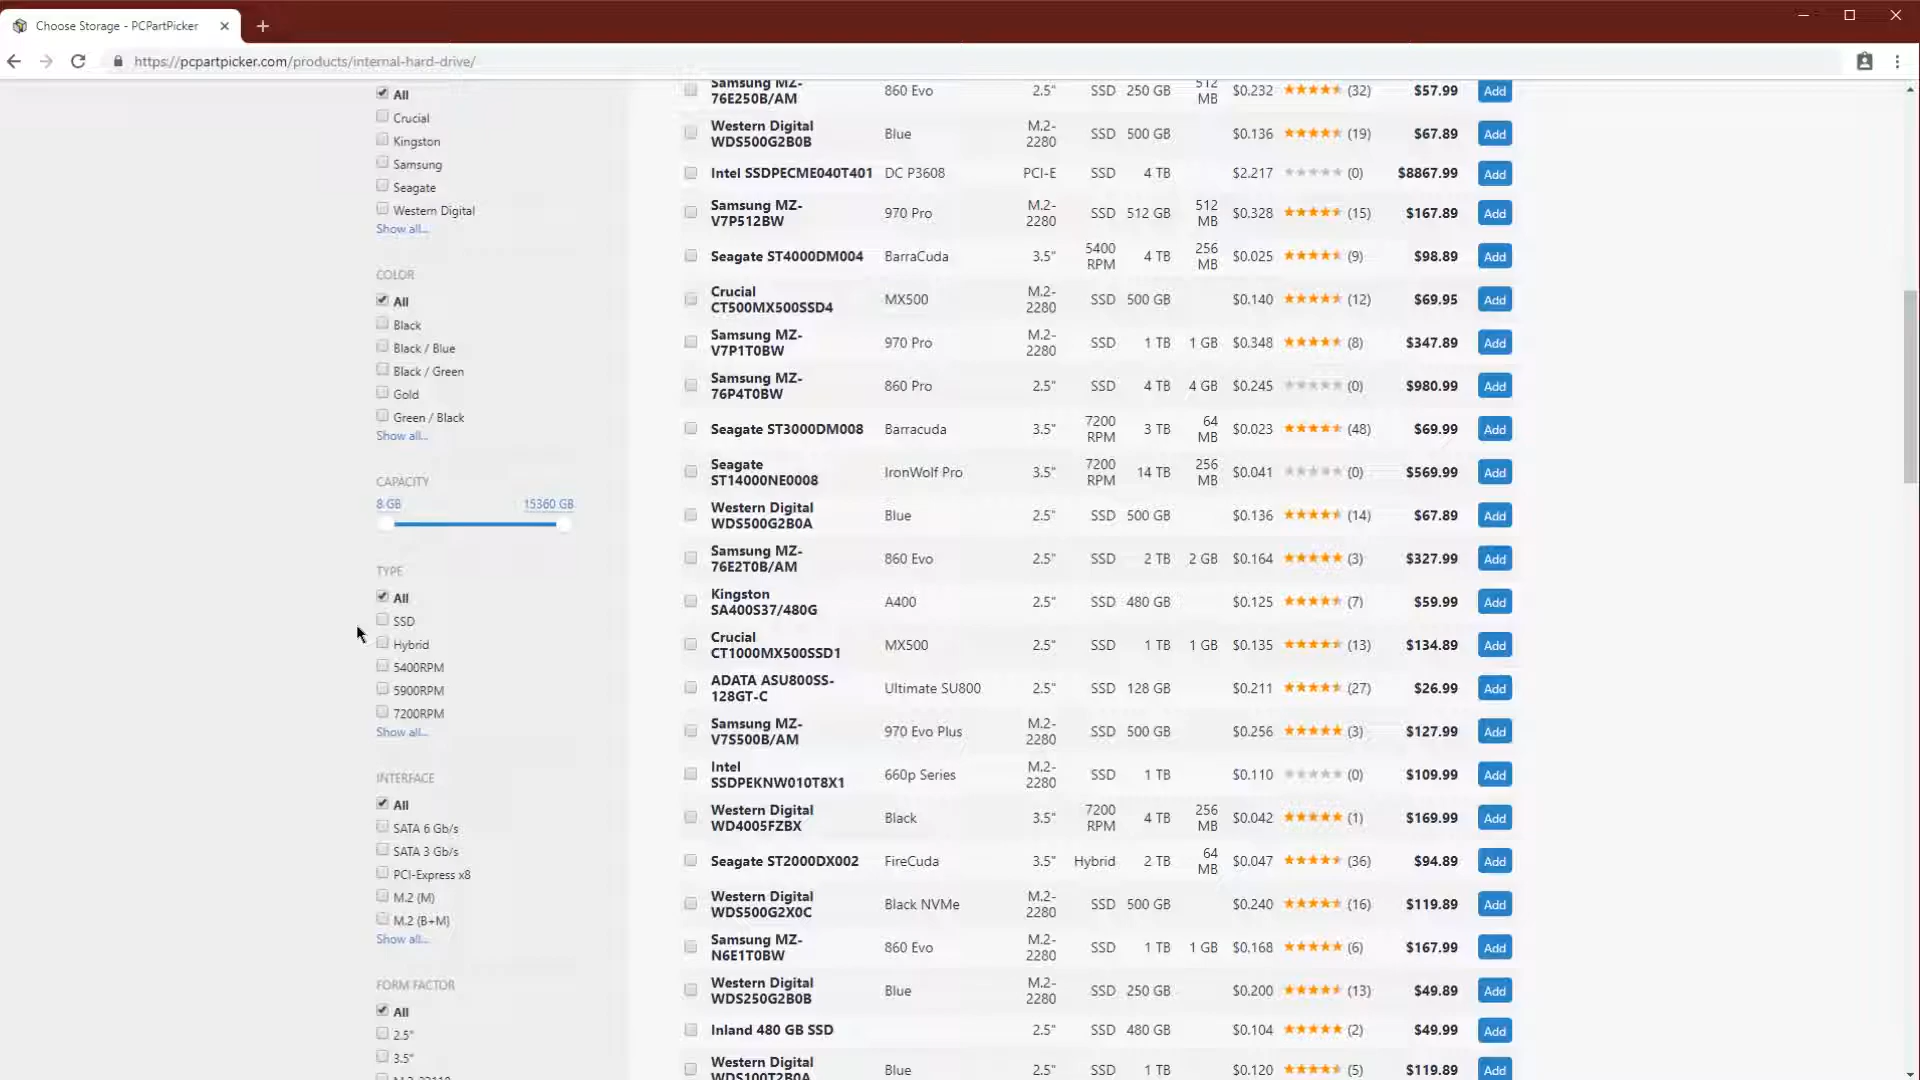 Choose Storage - PCPartPicker
https://pcpartpicker.com/products/internal-hard-drive/
All
Crucial
Kingston
Samsung
Seagate
Western Digital
Show all...
COLOR
All
Black
Black / Blue
Black / Green
Gold
Green / Black
Show all...
CAPACITY
8 GB 15360 GB
TYPE
All
SSD
Hybrid
5400RPM
5900RPM
7200RPM
Show all...
INTERFACE
All
SATA 6 Gb/s
SATA 3 Gb/s
PCI-Express x8
M.2 (M)
M.2 (B+M)
Show all...
FORM FACTOR
All
2.5"
3.5"
Samsung MZ-76E250B/AM 860 Evo 2.5" SSD 250 GB 512 MB $0.232 (32) $57.99 Add
Western Digital WDS500G2B0B Blue M.2-2280 SSD 500 GB $0.136 (19) $67.89 Add
Intel SSDPECME040T401 DC P3608 PCI-E SSD 4 TB $2.217 (0) $8867.99 Add
Samsung MZ-V7P512BW 970 Pro M.2-2280 SSD 512 GB 512 MB $0.328 (15) $167.89 Add
Seagate ST4000DM004 BarraCuda 3.5" 5400 RPM 4 TB 256 MB $0.025 (9) $98.89 Add
Crucial CT500MX500SSD4 MX500 M.2-2280 SSD 500 GB $0.140 (12) $69.95 Add
Samsung MZ-V7P1T0BW 970 Pro M.2-2280 SSD 1 TB 1 GB $0.348 (8) $347.89 Add
Samsung MZ-76P4T0BW 860 Pro 2.5" SSD 4 TB 4 GB $0.245 (0) $980.99 Add
Seagate ST3000DM008 Barracuda 3.5" 7200 RPM 3 TB 64 MB $0.023 (48) $69.99 Add
Seagate ST14000NE0008 IronWolf Pro 3.5" 7200 RPM 14 TB 256 MB $0.041 (0) $569.99 Add
Western Digital WDS500G2B0A Blue 2.5" SSD 500 GB $0.136 (14) $67.89 Add
Samsung MZ-76E2T0B/AM 860 Evo 2.5" SSD 2 TB 2 GB $0.164 (3) $327.99 Add
Kingston SA400S37/480G A400 2.5" SSD 480 GB $0.125 (7) $59.99 Add
Crucial CT1000MX500SSD1 MX500 2.5" SSD 1 TB 1 GB $0.135 (13) $134.89 Add
ADATA ASU800SS-128GT-C Ultimate SU800 2.5" SSD 128 GB $0.211 (27) $26.99 Add
Samsung MZ-V7S500B/AM 970 Evo Plus M.2-2280 SSD 500 GB $0.256 (3) $127.99 Add
Intel SSDPEKNW010T8X1 660p Series M.2-2280 SSD 1 TB $0.110 (0) $109.99 Add
Western Digital WD4005FZBX Black 3.5" 7200 RPM 4 TB 256 MB $0.042 (1) $169.99 Add
Seagate ST2000DX002 FireCuda 3.5" Hybrid 2 TB 64 MB $0.047 (36) $94.89 Add
Western Digital WDS500G2X0C Black NVMe M.2-2280 SSD 500 GB $0.240 (16) $119.89 Add
Samsung MZ-N6E1T0BW 860 Evo M.2-2280 SSD 1 TB 1 GB $0.168 (6) $167.99 Add
Western Digital WDS250G2B0B Blue M.2-2280 SSD 250 GB $0.200 (13) $49.89 Add
Inland 480 GB SSD 2.5" SSD 480 GB $0.104 (2) $49.99 Add
Western Digital WDS100T2B0A Blue 2.5" SSD 1 TB $0.120 (5) $119.89 Add